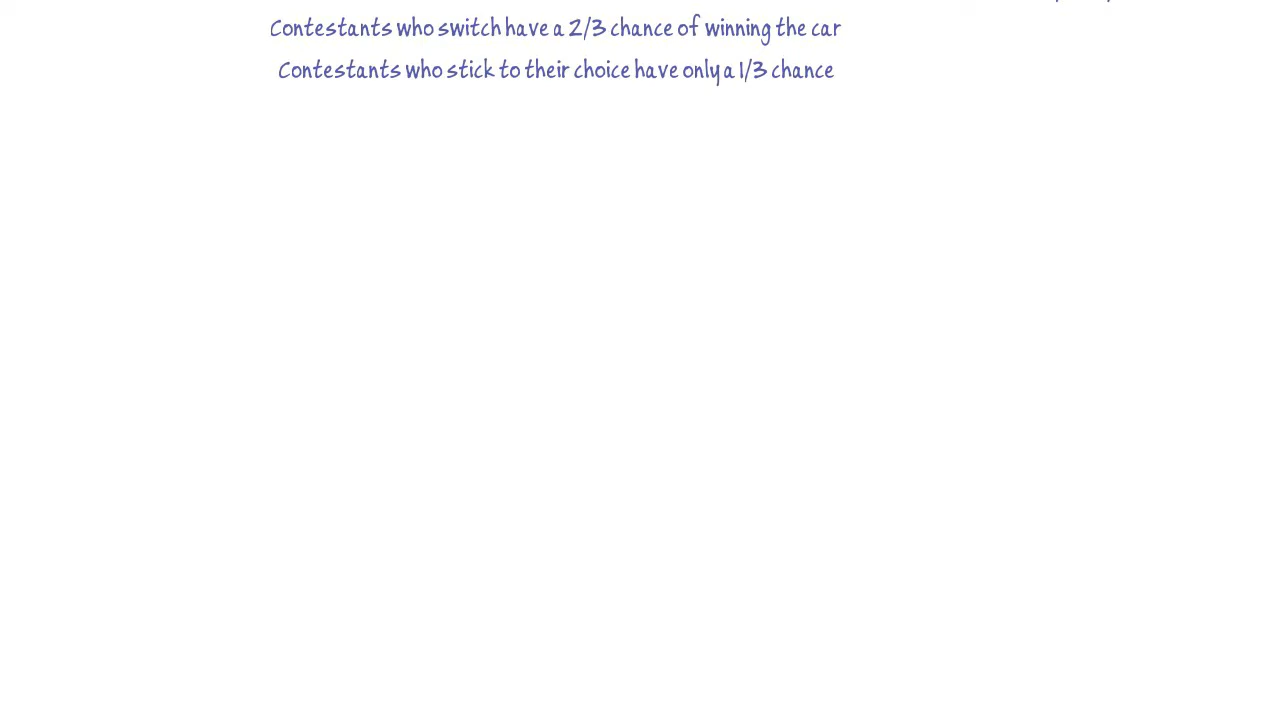 Contestants who switch have a 2/3 chance of winning the car
Contestants who stick to their choice have only a 1/3 chance